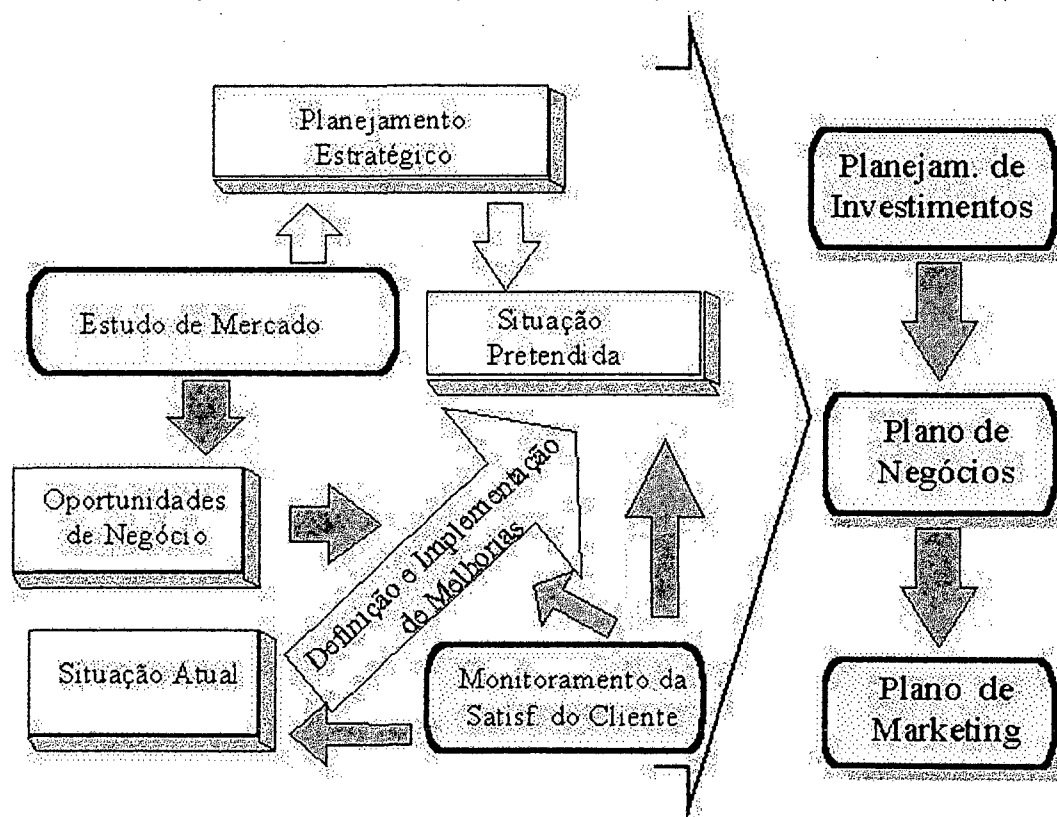 Planejamento
Estratégico
Planejam. de
Investimentos
Estudo de Mercado
Situação
Pretendida
Plano de
Negócios
Oportunidades
de Negócio
Definição e Implementação
de Melhorias
Situação Atual
Monitoramento da
Satisf. do Cliente
Plano de
Marketing